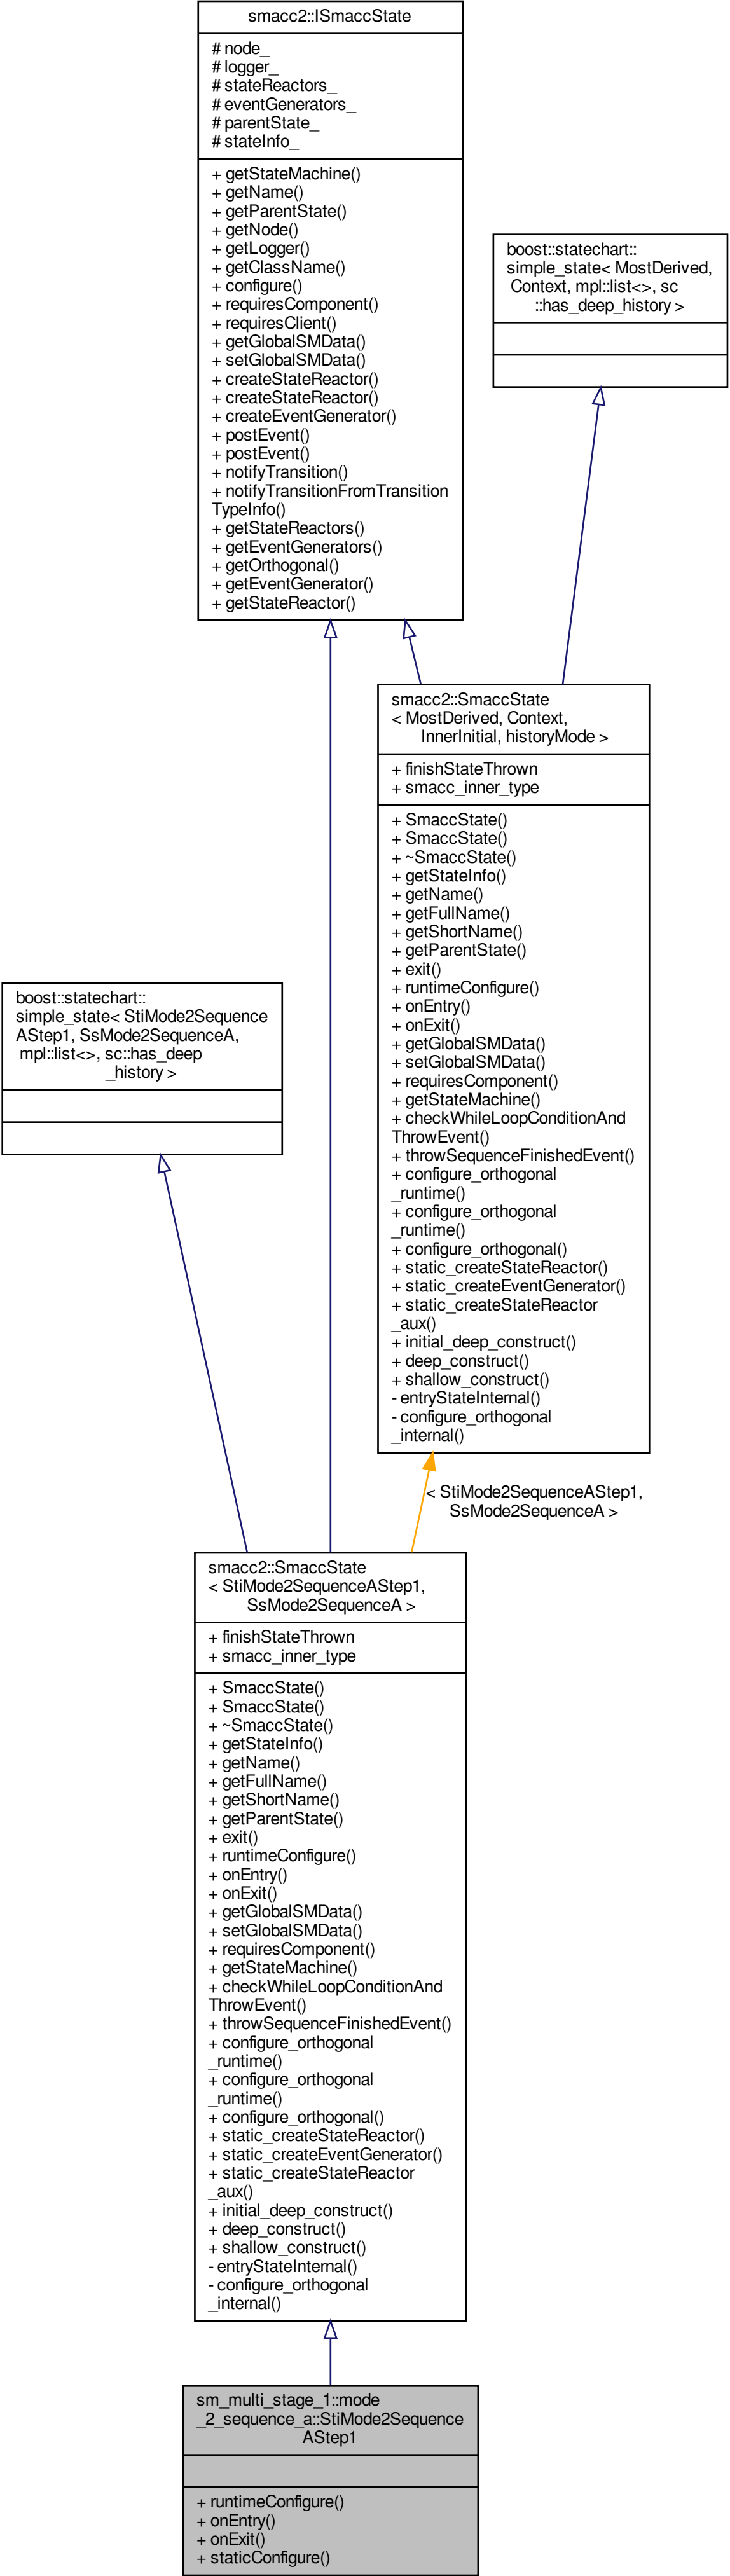 smacc2::ISmaccState
# node_
# logger_
# stateReactors_
# eventGenerators_
# parentState_
# stateInfo_
+ getStateMachine()
+ getName()
+ getParentState()
+ getNode()
+ getLogger()
+ getClassName()
+ configure()
+ requiresComponent()
+ requiresClient()
+ getGlobalSMData()
+ setGlobalSMData()
+ createStateReactor()
+ createStateReactor()
+ createEventGenerator()
+ postEvent()
+ postEvent()
+ notifyTransition()
+ notifyTransitionFromTransition
TypeInfo()
+ getStateReactors()
+ getEventGenerators()
+ getOrthogonal()
+ getEventGenerator()
+ getStateReactor()
boost::statechart::
simple_state< MostDerived,
Context, mpl::list<>, sc
::has_deep_history >
smacc2::SmaccState
< MostDerived, Context,
InnerInitial, historyMode >
+ finishStateThrown
+ smacc_inner_type
+ SmaccState()
+ SmaccState()
+ ~SmaccState()
+ getStateInfo()
+ getName()
+ getFullName()
+ getShortName()
+ getParentState()
+ exit()
+ runtimeConfigure()
+ onEntry()
+ onExit()
+ getGlobalSMData()
+ setGlobalSMData()
+ requiresComponent()
+ getStateMachine()
+ checkWhileLoopConditionAnd
ThrowEvent()
+ throwSequenceFinishedEvent()
+ configure_orthogonal
_runtime()
+ configure_orthogonal
_runtime()
+ configure_orthogonal()
+ static_createStateReactor()
+ static_createEventGenerator()
+ static_createStateReactor
_aux()
+ initial_deep_construct()
+ deep_construct()
+ shallow_construct()
- entryStateInternal()
- configure_orthogonal
_internal()
boost::statechart::
simple_state< StiMode2Sequence
AStep1, SsMode2SequenceA,
mpl::list<>, sc::has_deep
_history >
< StiMode2SequenceAStep1,
SsMode2SequenceA >
smacc2::SmaccState
< StiMode2SequenceAStep1,
SsMode2SequenceA >
+ finishStateThrown
+ smacc_inner_type
+ SmaccState()
+ SmaccState()
+ ~SmaccState()
+ getStateInfo()
+ getName()
+ getFullName()
+ getShortName()
+ getParentState()
+ exit()
+ runtimeConfigure()
+ onEntry()
+ onExit()
+ getGlobalSMData()
+ setGlobalSMData()
+ requiresComponent()
+ getStateMachine()
+ checkWhileLoopConditionAnd
ThrowEvent()
+ throwSequenceFinishedEvent()
+ configure_orthogonal
_runtime()
+ configure_orthogonal
_runtime()
+ configure_orthogonal()
+ static_createStateReactor()
+ static_createEventGenerator()
+ static_createStateReactor
_aux()
+ initial_deep_construct()
+ deep_construct()
+ shallow_construct()
- entryStateInternal()
- configure_orthogonal
_internal()
sm_multi_stage_1::mode
_2_sequence_a::StiMode2Sequence
AStep1
+ runtimeConfigure()
+ onEntry()
+ onExit()
+ staticConfigure()